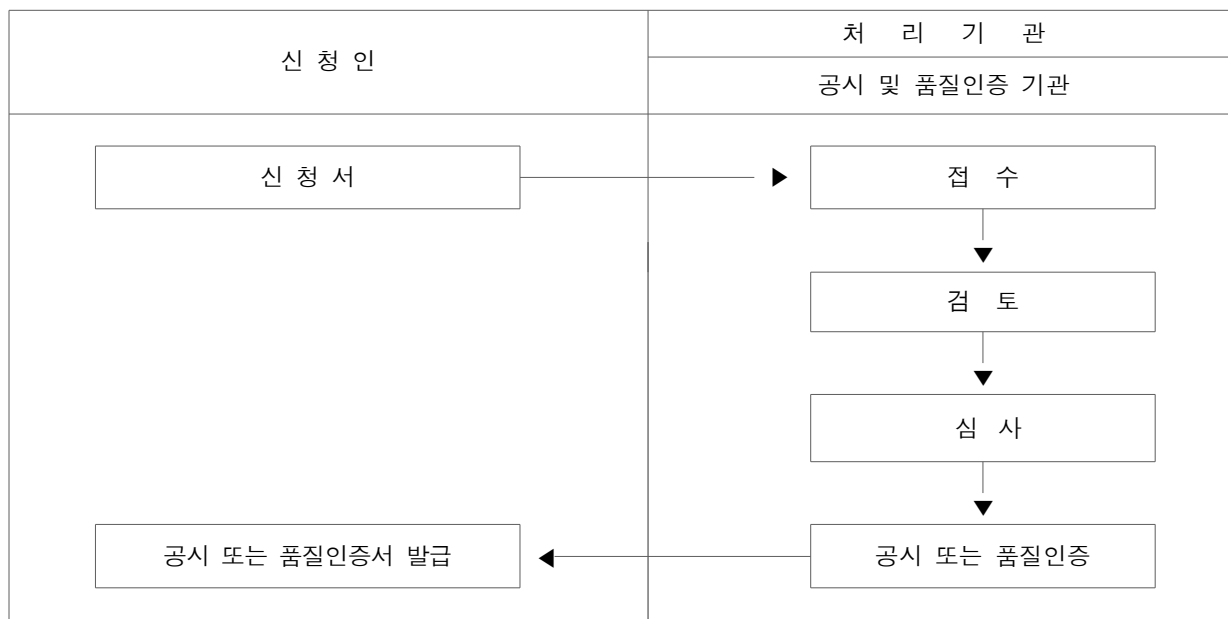 신 청 인
처 리 기 관
공시 및 품질인증 기관
신 청 서
접 수
검 토
심 사
공시 또는 품질인증서 발급
공시 또는 품질인증